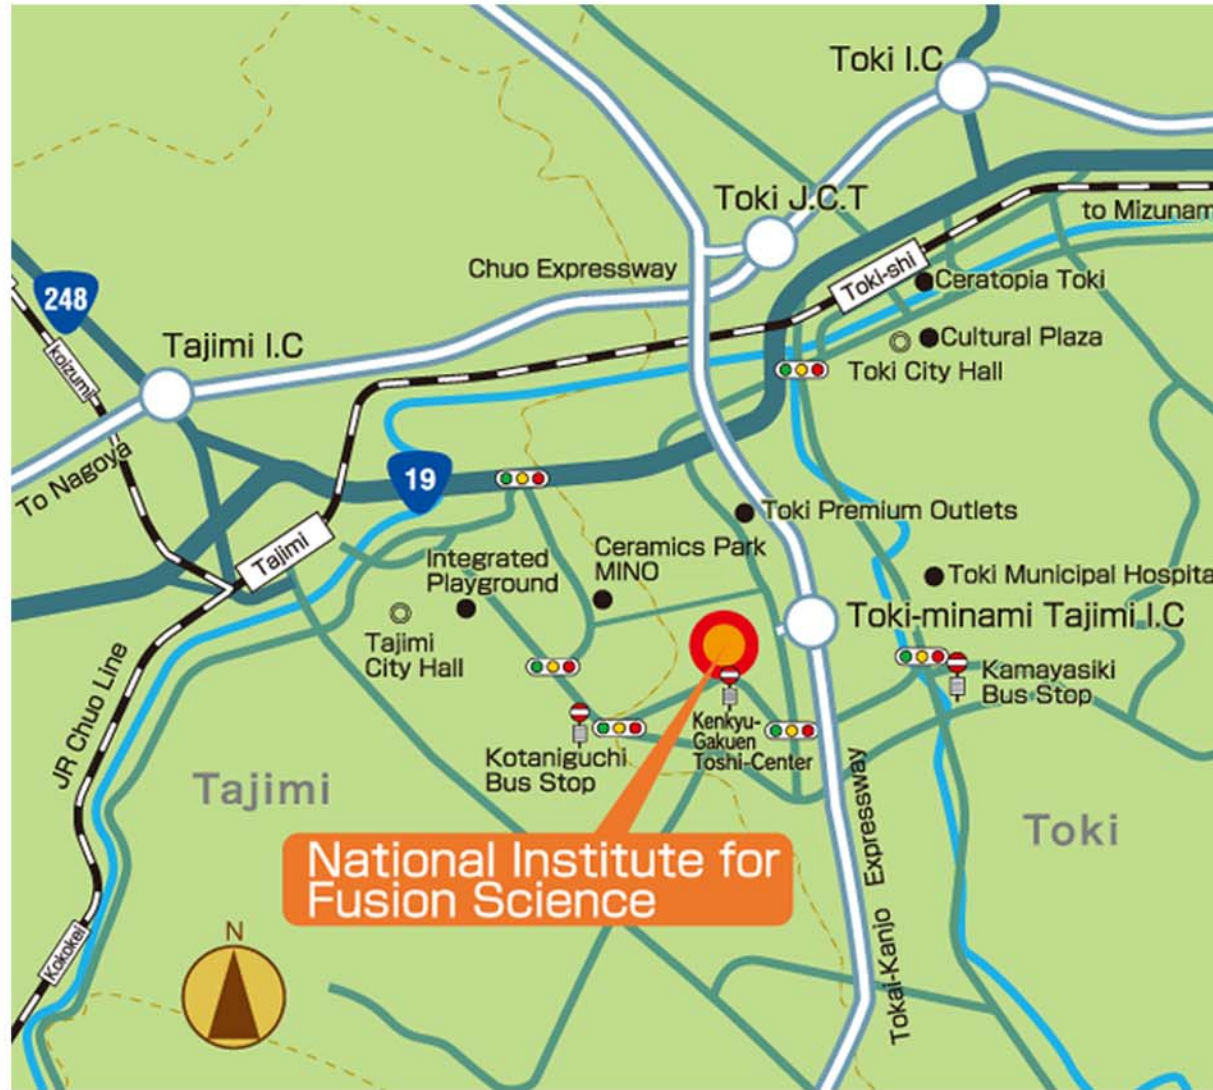 Toki I.C
Toki J.C.T
to Mizunam
Chuo Expressway
Toki-shi
Ceratopia Toki
248
Tajimi I.C
Cultural Plaza
koizumi
Toki City Hall
To Nagoya
19
Toki Premium Outlets
Tajimi
Integrated
Playground
Ceramics Park
MINO
Toki Municipal Hospita
Toki-minami Tajimi I.C
Tajimi
City Hall
Kamayasiki
Bus Stop
JR Chuo Line
Kenkyu-
Gakuen
Toshi-Center
Kotaniguchi
Bus Stop
Tajimi
Toki
Tokai-Kanjo Expressway
National Institute for
Fusion Science
Kokokei
N